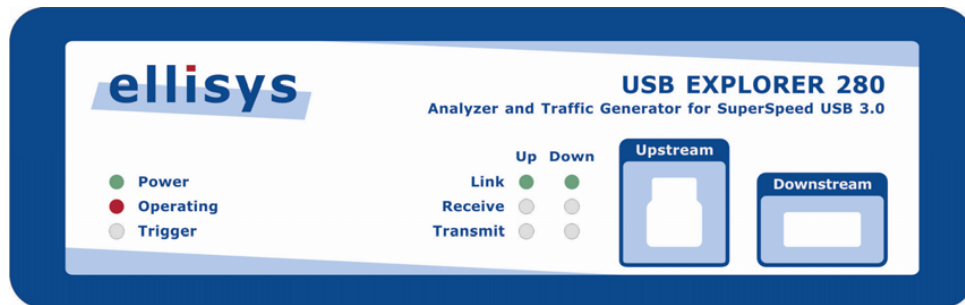 ellisys
USB EXPLORER 280
Analyzer and Traffic Generator for SuperSpeed USB 3.0
Power
Operating
Trigger
Up Down
Link
Receive
Transmit
Upstream
Downstream